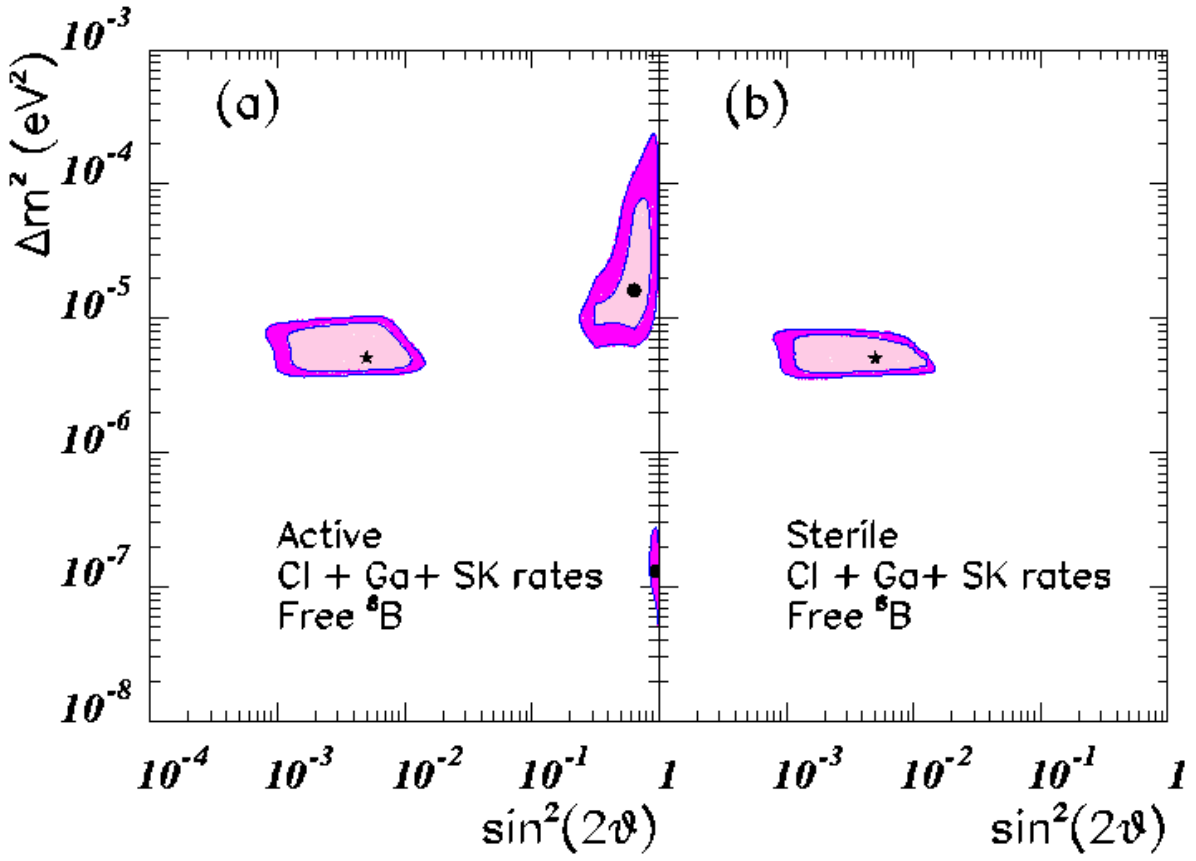 10⁻³
10⁻⁴
10⁻⁵
10⁻⁶
10⁻⁷
10⁻⁸
Δm² (eV²)
(a)
Active
Cl + Ga+ SK rates
Free ⁸B
10⁻⁴ 10⁻³ 10⁻² 10⁻¹ 1
sin²(2ϑ)
(b)
Sterile
Cl + Ga+ SK rates
Free ⁸B
10⁻³ 10⁻² 10⁻¹ 1
sin²(2ϑ)